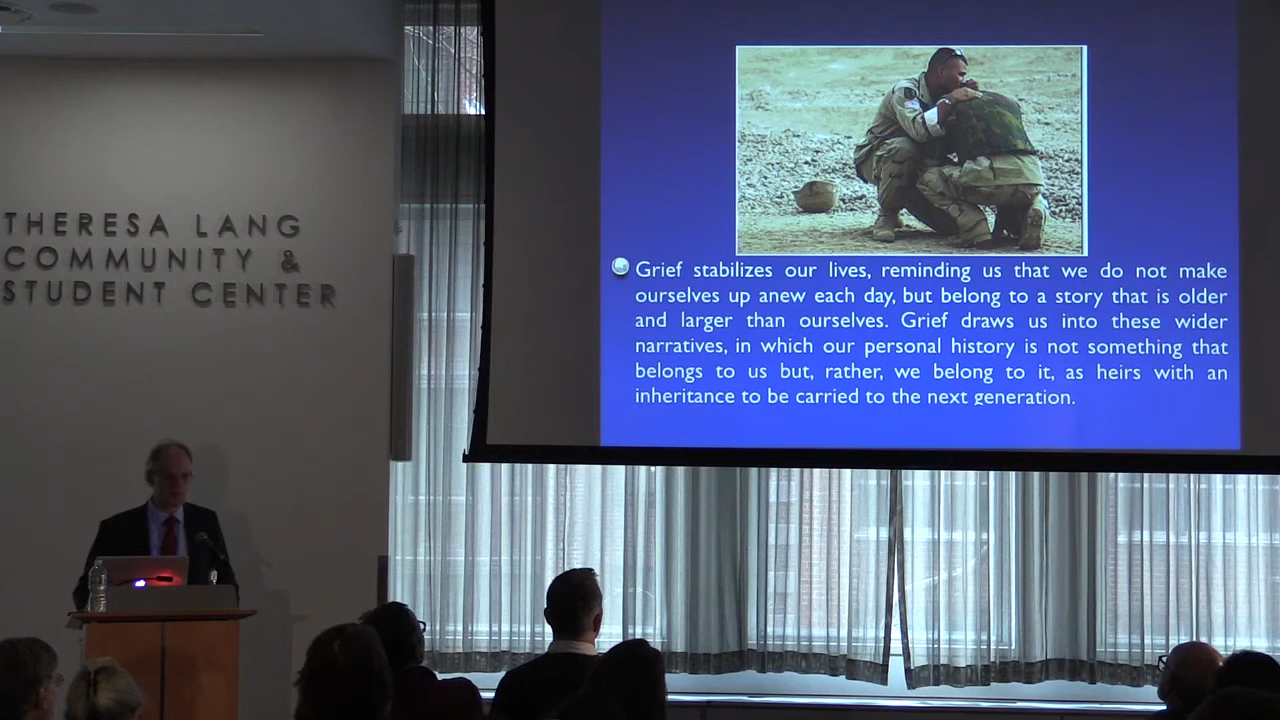 THERESA LANG
COMMUNITY &
STUDENT CENTER
Grief stabilizes our lives, reminding us that we do not make
ourselves up anew each day, but belong to a story that is older
and larger than ourselves. Grief draws us into these wider
narratives, in which our personal history is not something that
belongs to us but, rather, we belong to it, as heirs with an
inheritance to be carried to the next generation.